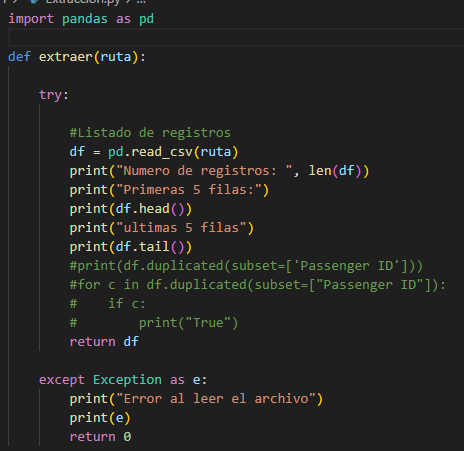 Extraccion.py > ...
import pandas as pd
def extraer(ruta):
try:
#Listado de registros
df = pd.read_csv(ruta)
print("Numero de registros: ", len(df))
print("Primeras 5 filas:")
print(df.head())
print("ultimas 5 filas")
print(df.tail())
#print(df.duplicated(subset=['Passenger ID']))
#for c in df.duplicated(subset=["Passenger ID"]):
#    if c:
#        print("True")
return df
except Exception as e:
print("Error al leer el archivo")
print(e)
return 0